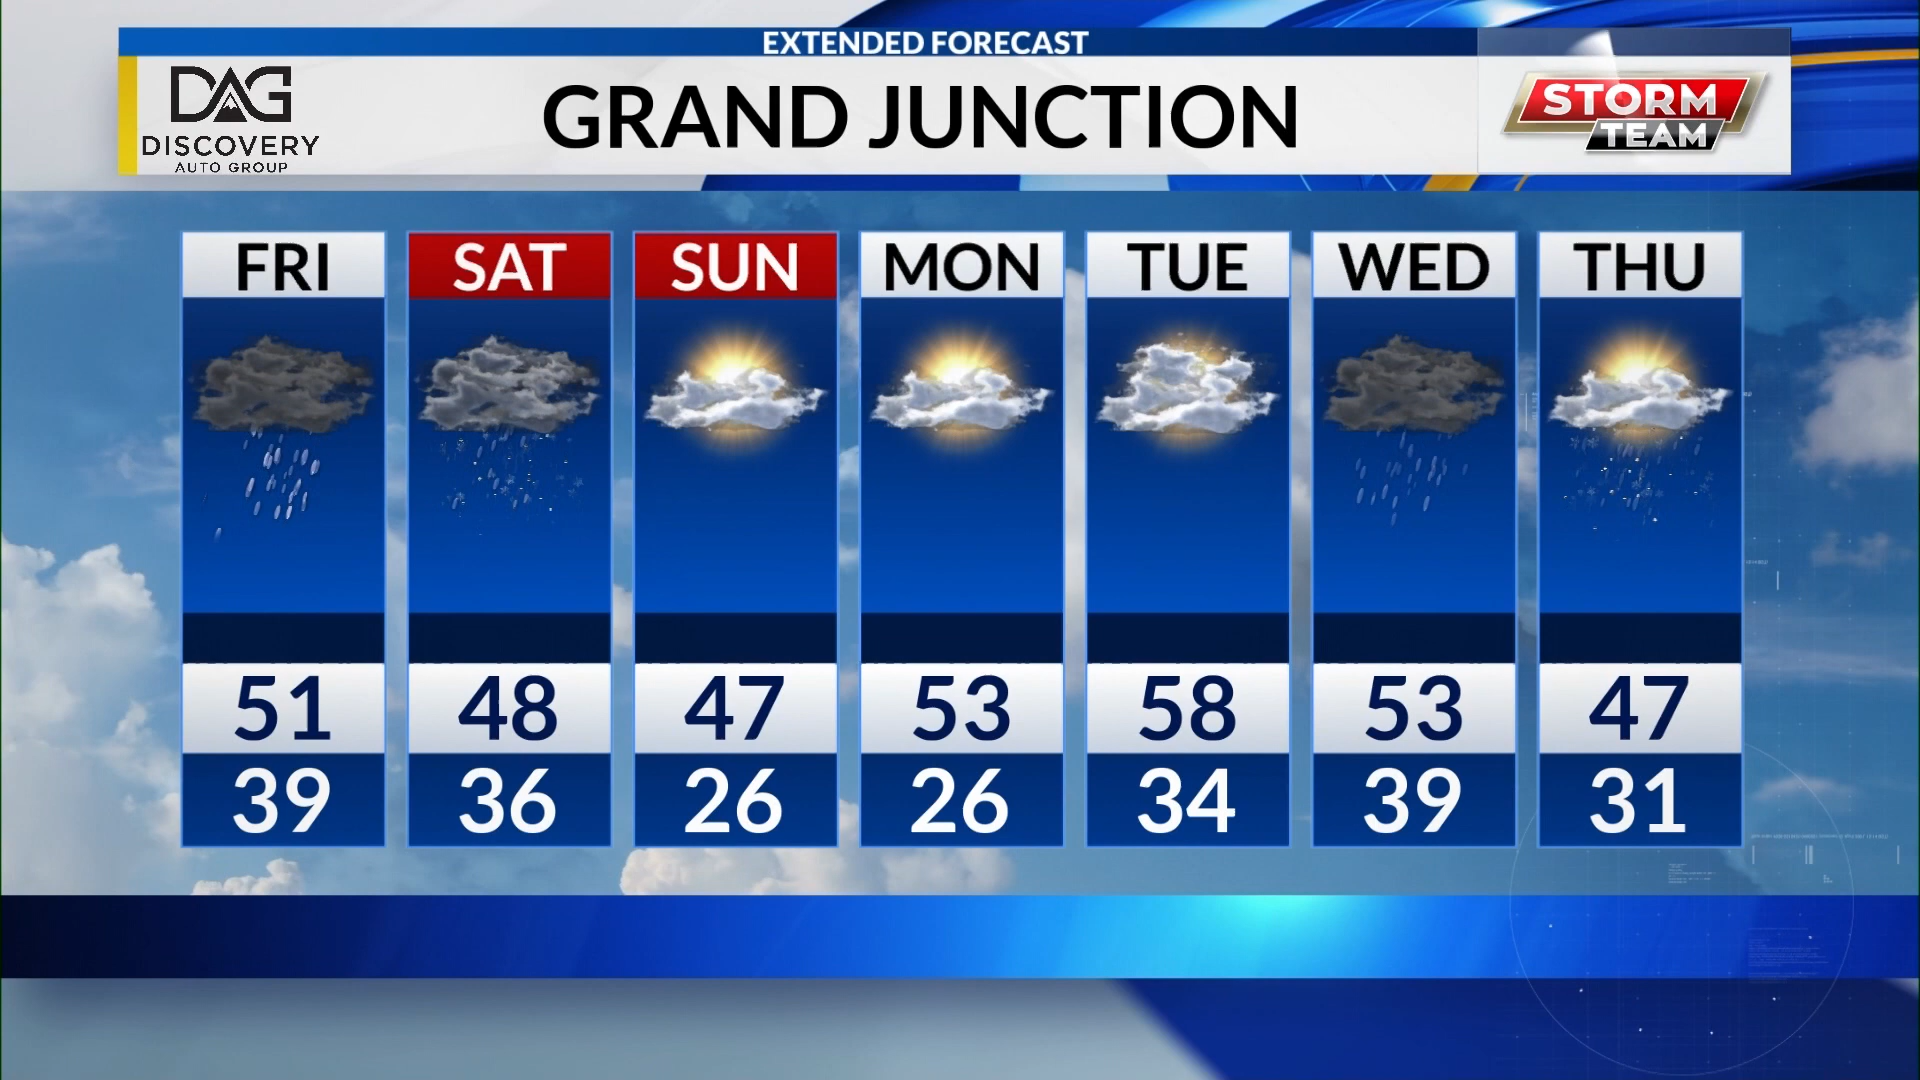 EXTENDED FORECAST
DAG
DISCOVERY
AUTO GROUP
GRAND JUNCTION
STORM
TEAM
FRI SAT SUN MON TUE WED THU
51 48 47 53 58 53 47
39 36 26 26 34 39 31